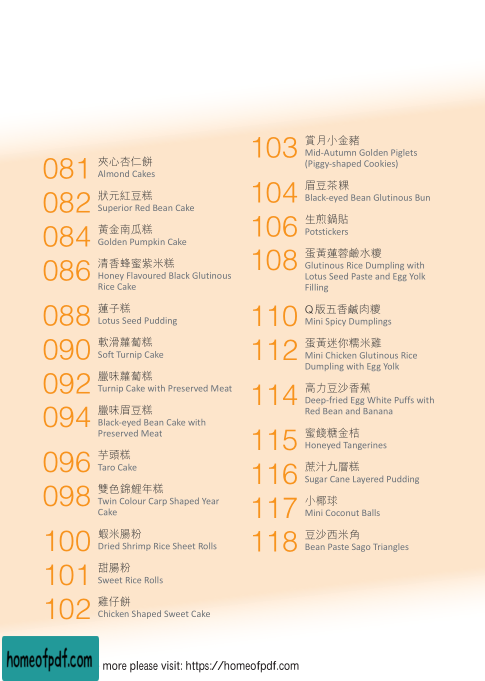 081 夾心杏仁餅
Almond Cakes
082 狀元紅豆糕
Superior Red Bean Cake
084 黃金南瓜糕
Golden Pumpkin Cake
086 清香蜂蜜紫米糕
Honey Flavoured Black Glutinous
Rice Cake
088 蓮子糕
Lotus Seed Pudding
090 軟滑蘿蔔糕
Soft Turnip Cake
092 臘味蘿蔔糕
Turnip Cake with Preserved Meat
094 臘味眉豆糕
Black-eyed Bean Cake with
Preserved Meat
096 芋頭糕
Taro Cake
098 雙色錦鯉年糕
Twin Colour Carp Shaped Year
Cake
100 蝦米腸粉
Dried Shrimp Rice Sheet Rolls
101 甜腸粉
Sweet Rice Rolls
102 雞仔餅
Chicken Shaped Sweet Cake
103 賞月小金豬
Mid-Autumn Golden Piglets
(Piggy-shaped Cookies)
104 眉豆茶粿
Black-eyed Bean Glutinous Bun
106 生煎鍋貼
Potstickers
108 蛋黃蓮蓉鹼水糉
Glutinous Rice Dumpling with
Lotus Seed Paste and Egg Yolk
Filling
110 Q版五香鹹肉糉
Mini Spicy Dumplings
112 蛋黃迷你糯米雞
Mini Chicken Glutinous Rice
Dumpling with Egg Yolk
114 高力豆沙香蕉
Deep-fried Egg White Puffs with
Red Bean and Banana
115 蜜餞糖金桔
Honeyed Tangerines
116 蔗汁九層糕
Sugar Cane Layered Pudding
117 小椰球
Mini Coconut Balls
118 豆沙西米角
Bean Paste Sago Triangles
homeofpdf.com more please visit: https://homeofpdf.com